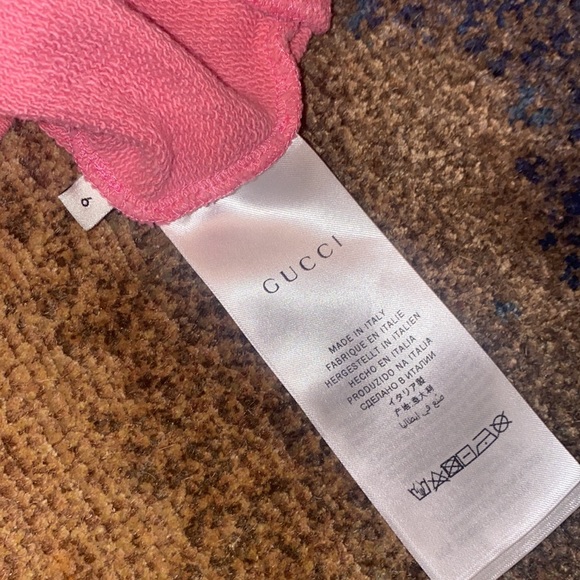 6
GUCCI
MADE IN ITALY
FABRIQUE EN ITALIE
HERGESTELLT IN ITALIEN
HECHO EN ITALIA
PRODUZIDO NA ITALIA
СДЕЛАНО В ИТАЛИИ
イタリア製
产地:意大利
صنع في إيطاليا